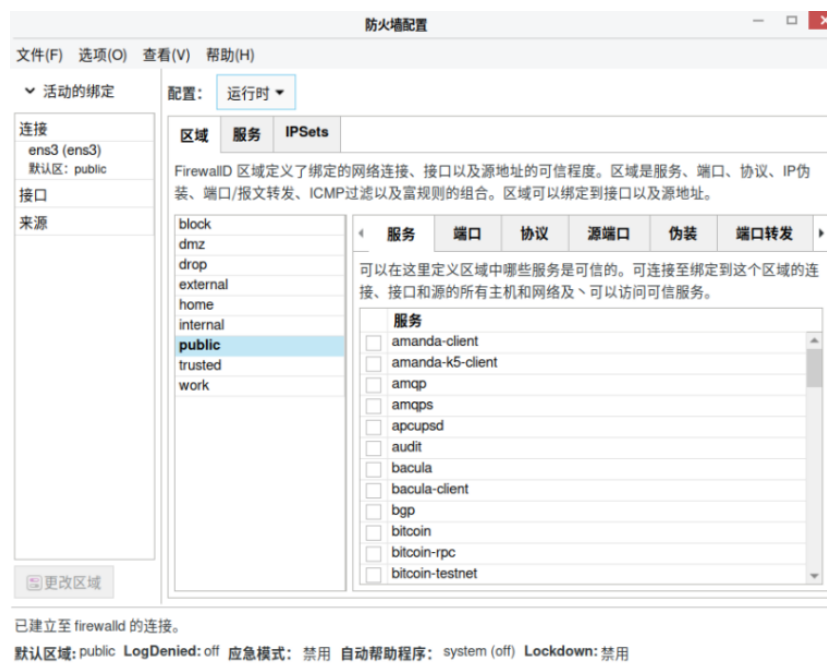 防火墙配置
文件(F) 选项(O) 查看(V) 帮助(H)
活动的绑定
连接
ens3 (ens3)
默认区: public
接口
来源
更改区域
配置: 运行时
区域 服务 IPSets
FirewallD 区域定义了绑定的网络连接、接口以及源地址的可信程度。区域是服务、端口、协议、IP伪
装、端口/报文转发、ICMP过滤以及富规则的组合。区域可以绑定到接口以及源地址。
block
dmz
drop
external
home
internal
public
trusted
work
服务 端口 协议 源端口 伪装 端口转发
可以在这里定义区域中哪些服务是可信的。可连接至绑定到这个区域的连
接、接口和源的所有主机和网络及丶可以访问可信服务。
服务
amanda-client
amanda-k5-client
amqp
amqps
apcupsd
audit
bacula
bacula-client
bgp
bitcoin
bitcoin-rpc
bitcoin-testnet
已建立至 firewalld 的连接。
默认区域: public LogDenied: off 应急模式: 禁用 自动帮助程序: system (off) Lockdown: 禁用